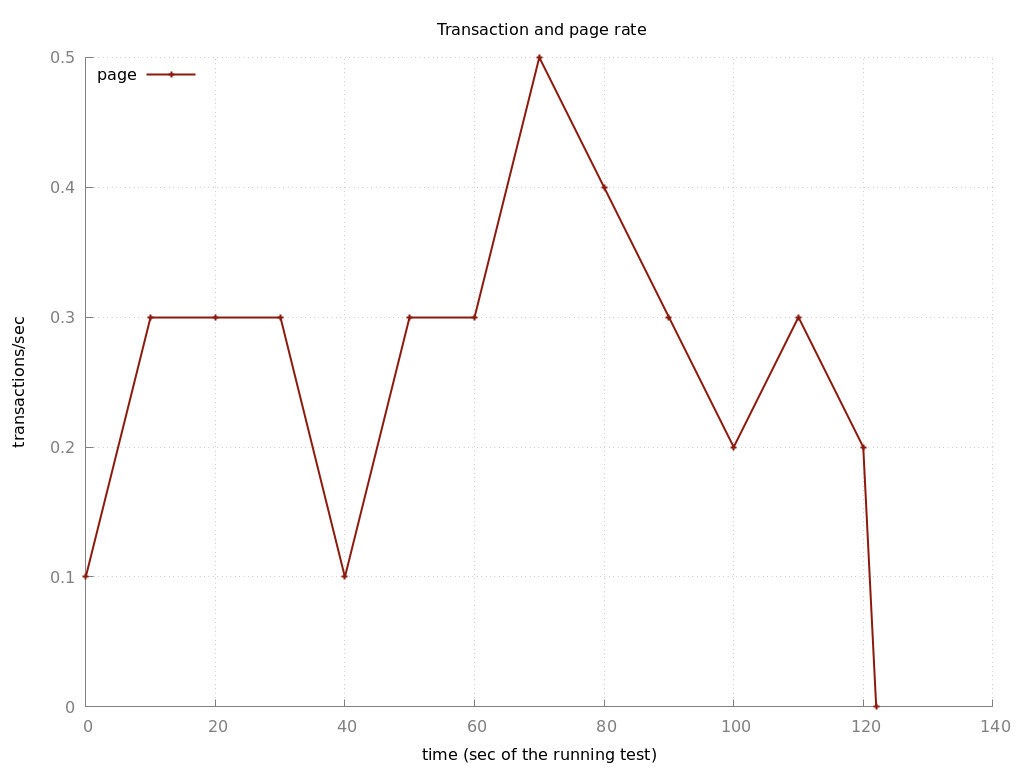 Transaction and page rate
0.5
page
0.4
0.3
0.2
0.1
0
0 20 40 60 80 100 120 140
transactions/sec
time (sec of the running test)